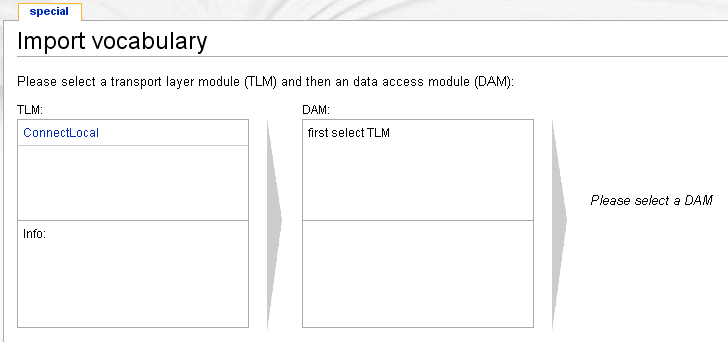 special
Import vocabulary
Please select a transport layer module (TLM) and then an data access module (DAM):
TLM:
DAM:
ConnectLocal
first select TLM
Please select a DAM
Info: